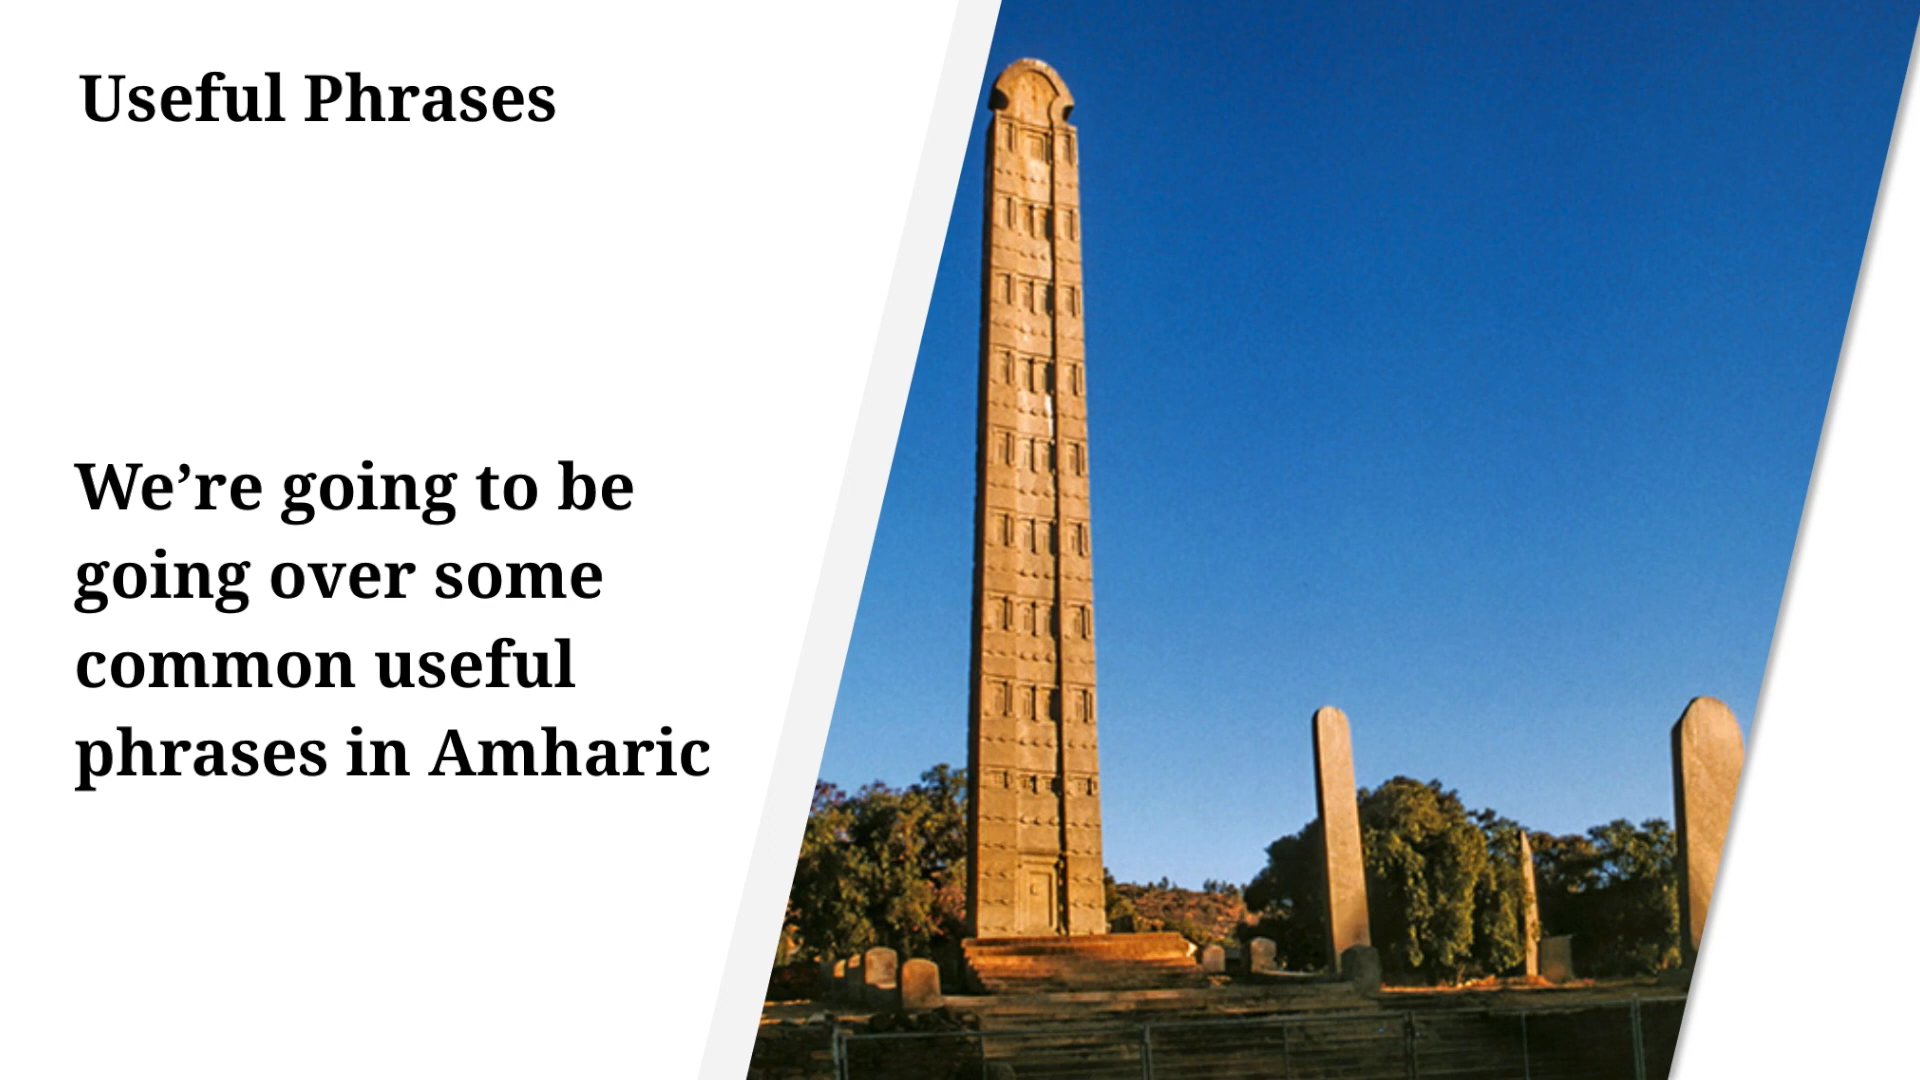 Useful Phrases
We’re going to be
going over some
common useful
phrases in Amharic